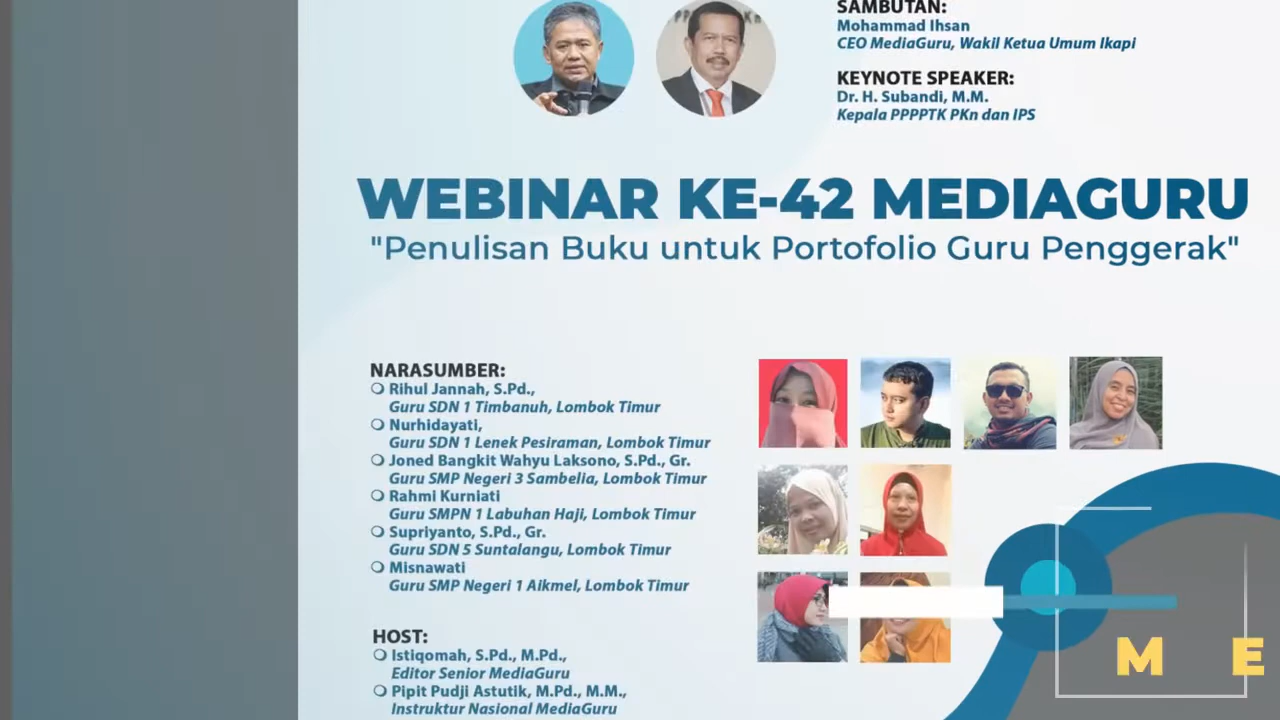 SAMBUTAN:
Mohammad Ihsan
CEO MediaGuru, Wakil Ketua Umum Ikapi
KEYNOTE SPEAKER:
Dr. H. Subandi, M.M.
Kepala PPPPTK PKn dan IPS
WEBINAR KE-42 MEDIAGURU
"Penulisan Buku untuk Portofolio Guru Penggerak"
NARASUMBER:
Rihul Jannah, S.Pd.,
Guru SDN 1 Timbanuh, Lombok Timur
Nurhidayati,
Guru SDN 1 Lenek Pesiraman, Lombok Timur
Joned Bangkit Wahyu Laksono, S.Pd., Gr.
Guru SMP Negeri 3 Sambelia, Lombok Timur
Rahmi Kurniati
Guru SMPN 1 Labuhan Haji, Lombok Timur
Supriyanto, S.Pd., Gr.
Guru SDN 5 Suntalangu, Lombok Timur
Misnawati
Guru SMP Negeri 1 Aikmel, Lombok Timur
HOST:
Istiqomah, S.Pd., M.Pd.,
Editor Senior MediaGuru
Pipit Pudji Astutik, M.Pd., M.M.,
Instruktur Nasional MediaGuru
M E